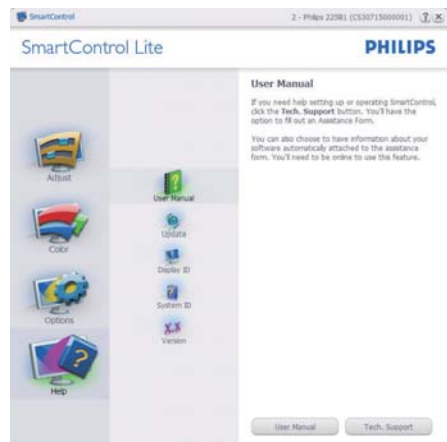 SmartControl
2 - Philips 225B1 (CS30715000001)
SmartControl Lite
PHILIPS
Adjust
Color
Options
Help
User Manual
Update
Display ID
System ID
Version
User Manual
If you need help setting up or operating SmartControl,
click the Tech. Support button. You'll have the
option to fill out an Assistance Form.
You can also choose to have information about your
software automatically attached to the assistance
form. You'll need to be online to use this feature.
User Manual
Tech. Support